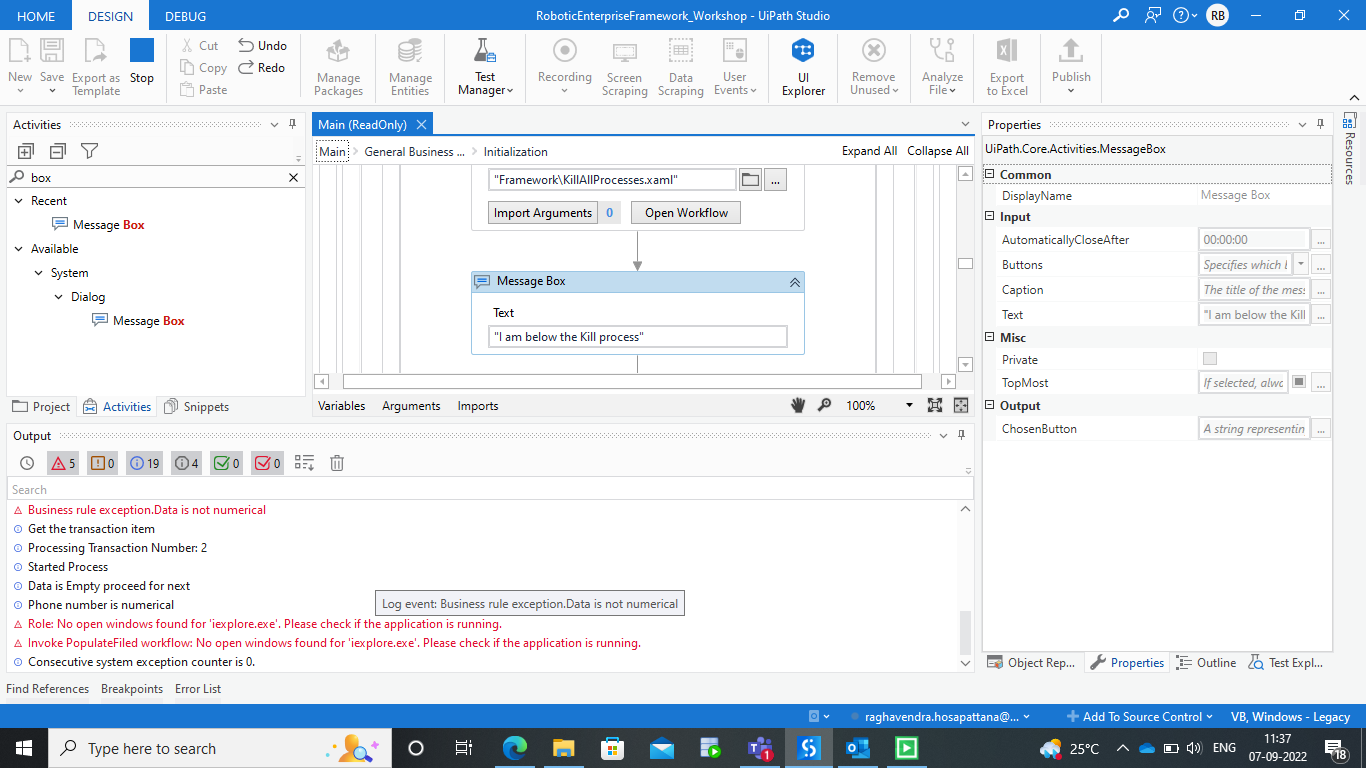 HOME DESIGN DEBUG RoboticEnterpriseFramework_Workshop - UiPath Studio RB
New Save Export as Template Stop
Cut Undo
Copy Redo
Paste
Manage Packages Manage Entities Test Manager Recording Screen Scraping Data Scraping User Events UI Explorer Remove Unused Analyze File Export to Excel Publish
Activities
box
Recent
Message Box
Available
System
Dialog
Message Box
Project Activities Snippets
Main (ReadOnly)
Main General Business ... Initialization Expand All Collapse All
"Framework\KillAllProcesses.xaml" ...
Import Arguments 0 Open Workflow
Message Box
Text
"I am below the Kill process"
Variables Arguments Imports 100%
Properties
UiPath.Core.Activities.MessageBox
Common
DisplayName Message Box
Input
AutomaticallyCloseAfter 00:00:00 ...
Buttons Specifies which ...
Caption The title of the mes ...
Text "I am below the Kill ...
Misc
Private
TopMost If selected, alwa ...
Output
ChosenButton A string representin ...
Object Rep... Properties Outline Test Expl...
Resources
Output
5 0 19 4 0 0
Search
Business rule exception.Data is not numerical
Get the transaction item
Processing Transaction Number: 2
Started Process
Data is Empty proceed for next
Phone number is numerical
Log event: Business rule exception.Data is not numerical
Role: No open windows found for 'iexplore.exe'. Please check if the application is running.
Invoke PopulateFiled workflow: No open windows found for 'iexplore.exe'. Please check if the application is running.
Consecutive system exception counter is 0.
Find References Breakpoints Error List
raghavendra.hosapattana@... Add To Source Control VB, Windows - Legacy
Type here to search 1 25°C ENG 11:37
07-09-2022 18